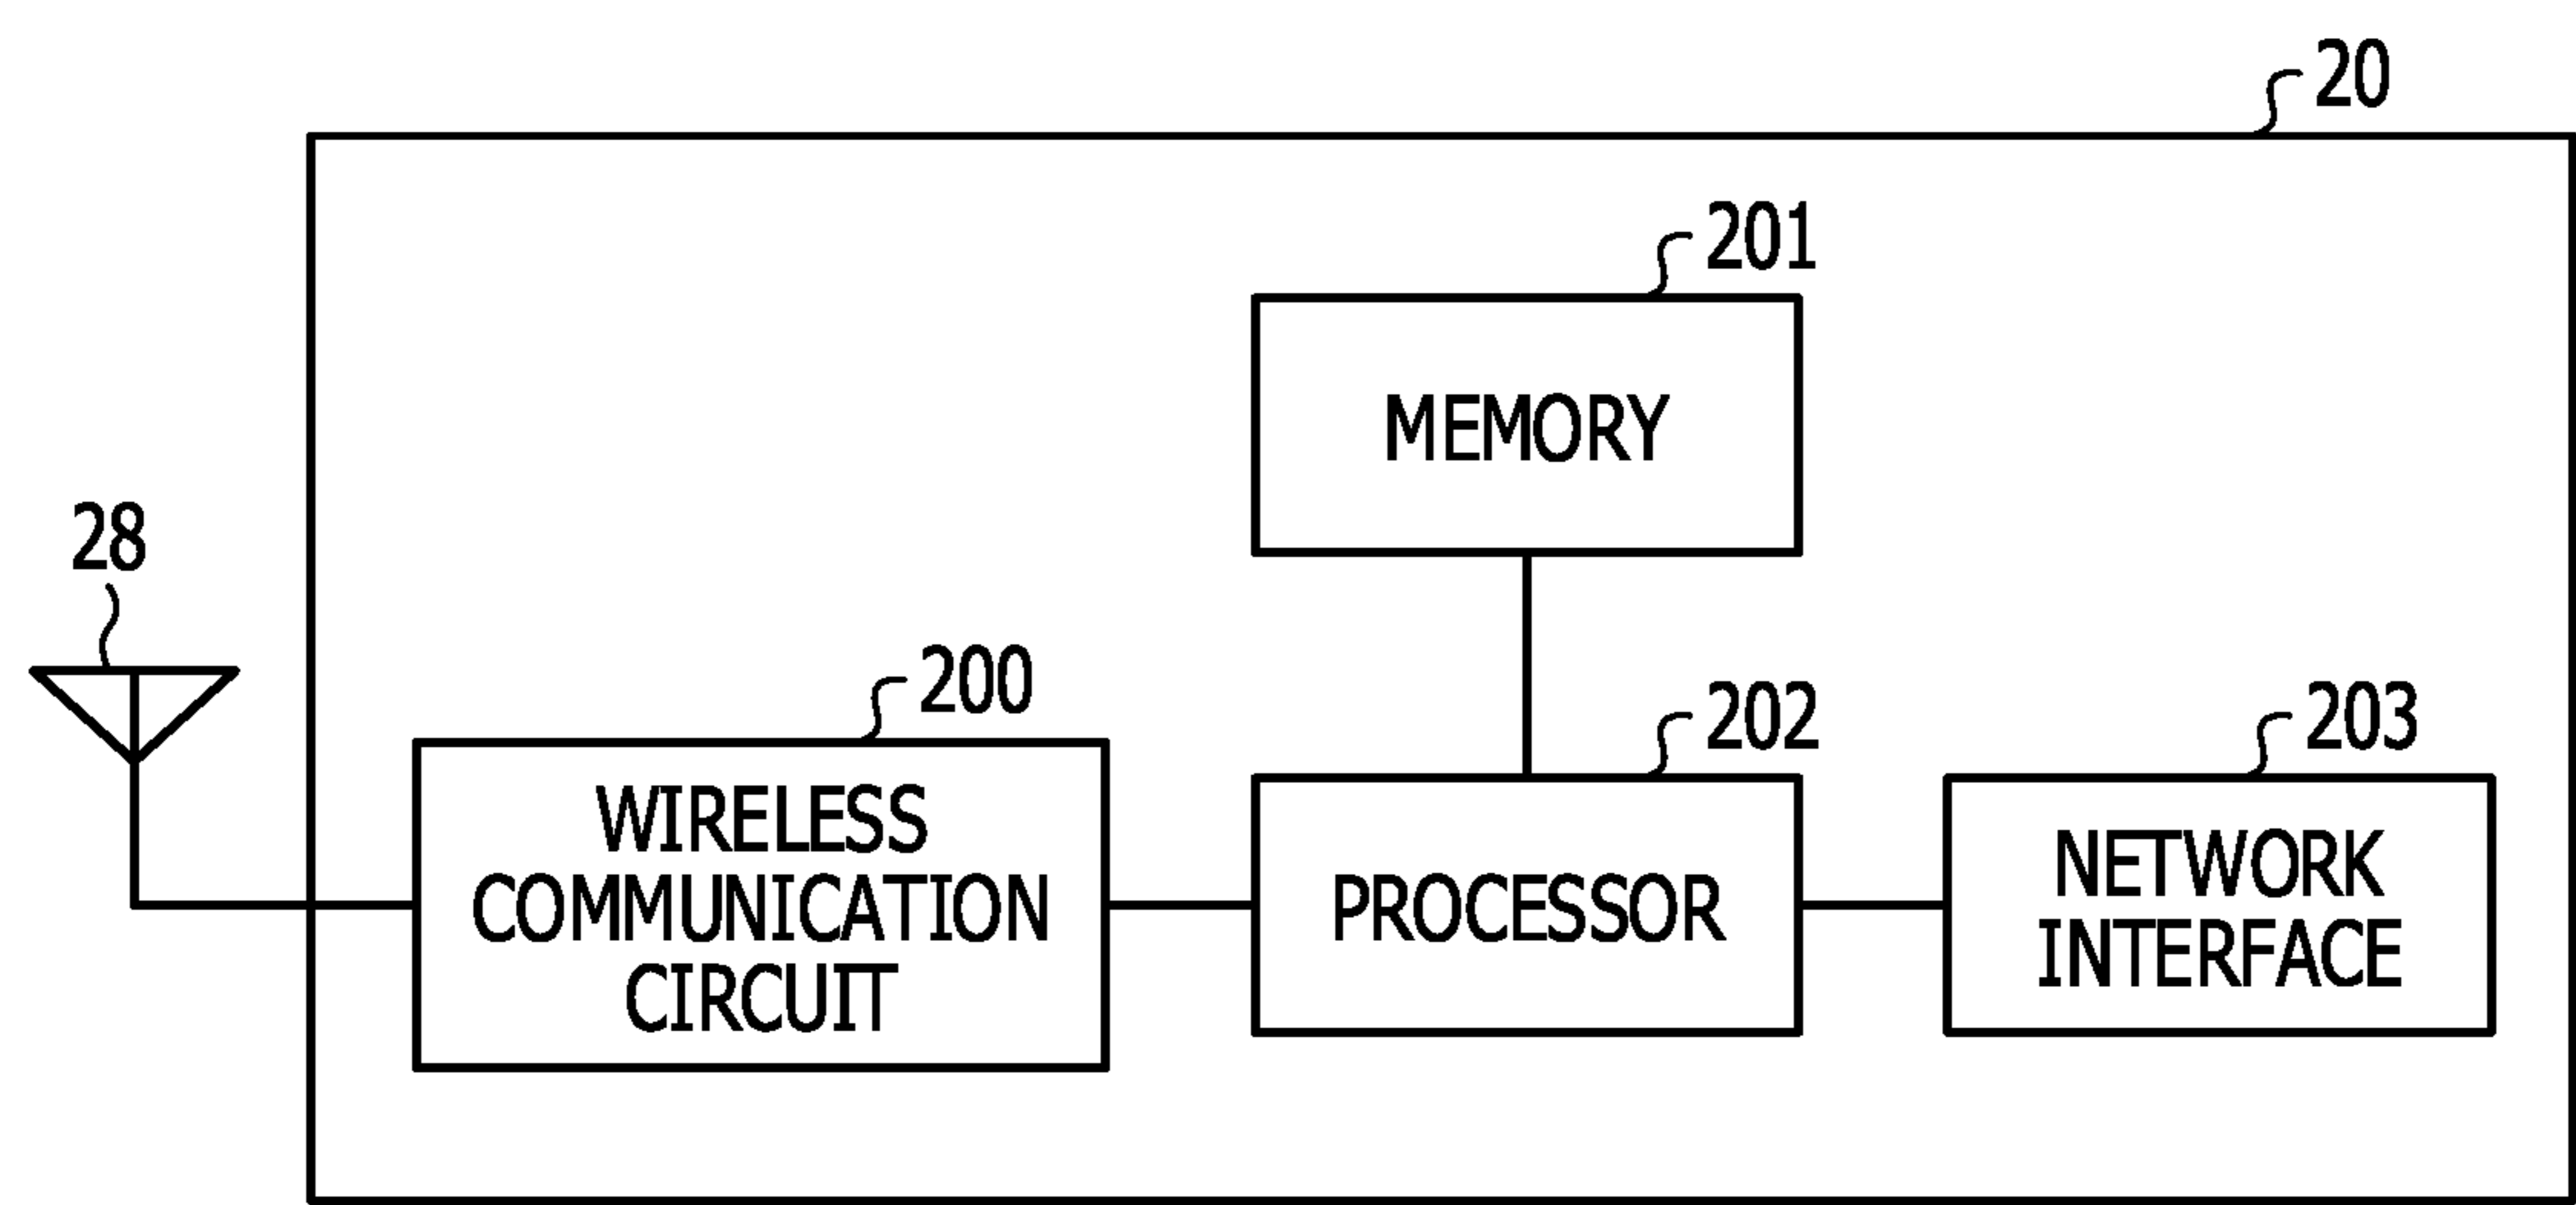 20
201
MEMORY
28
200
202
203
WIRELESS
COMMUNICATION
CIRCUIT
PROCESSOR
NETWORK
INTERFACE